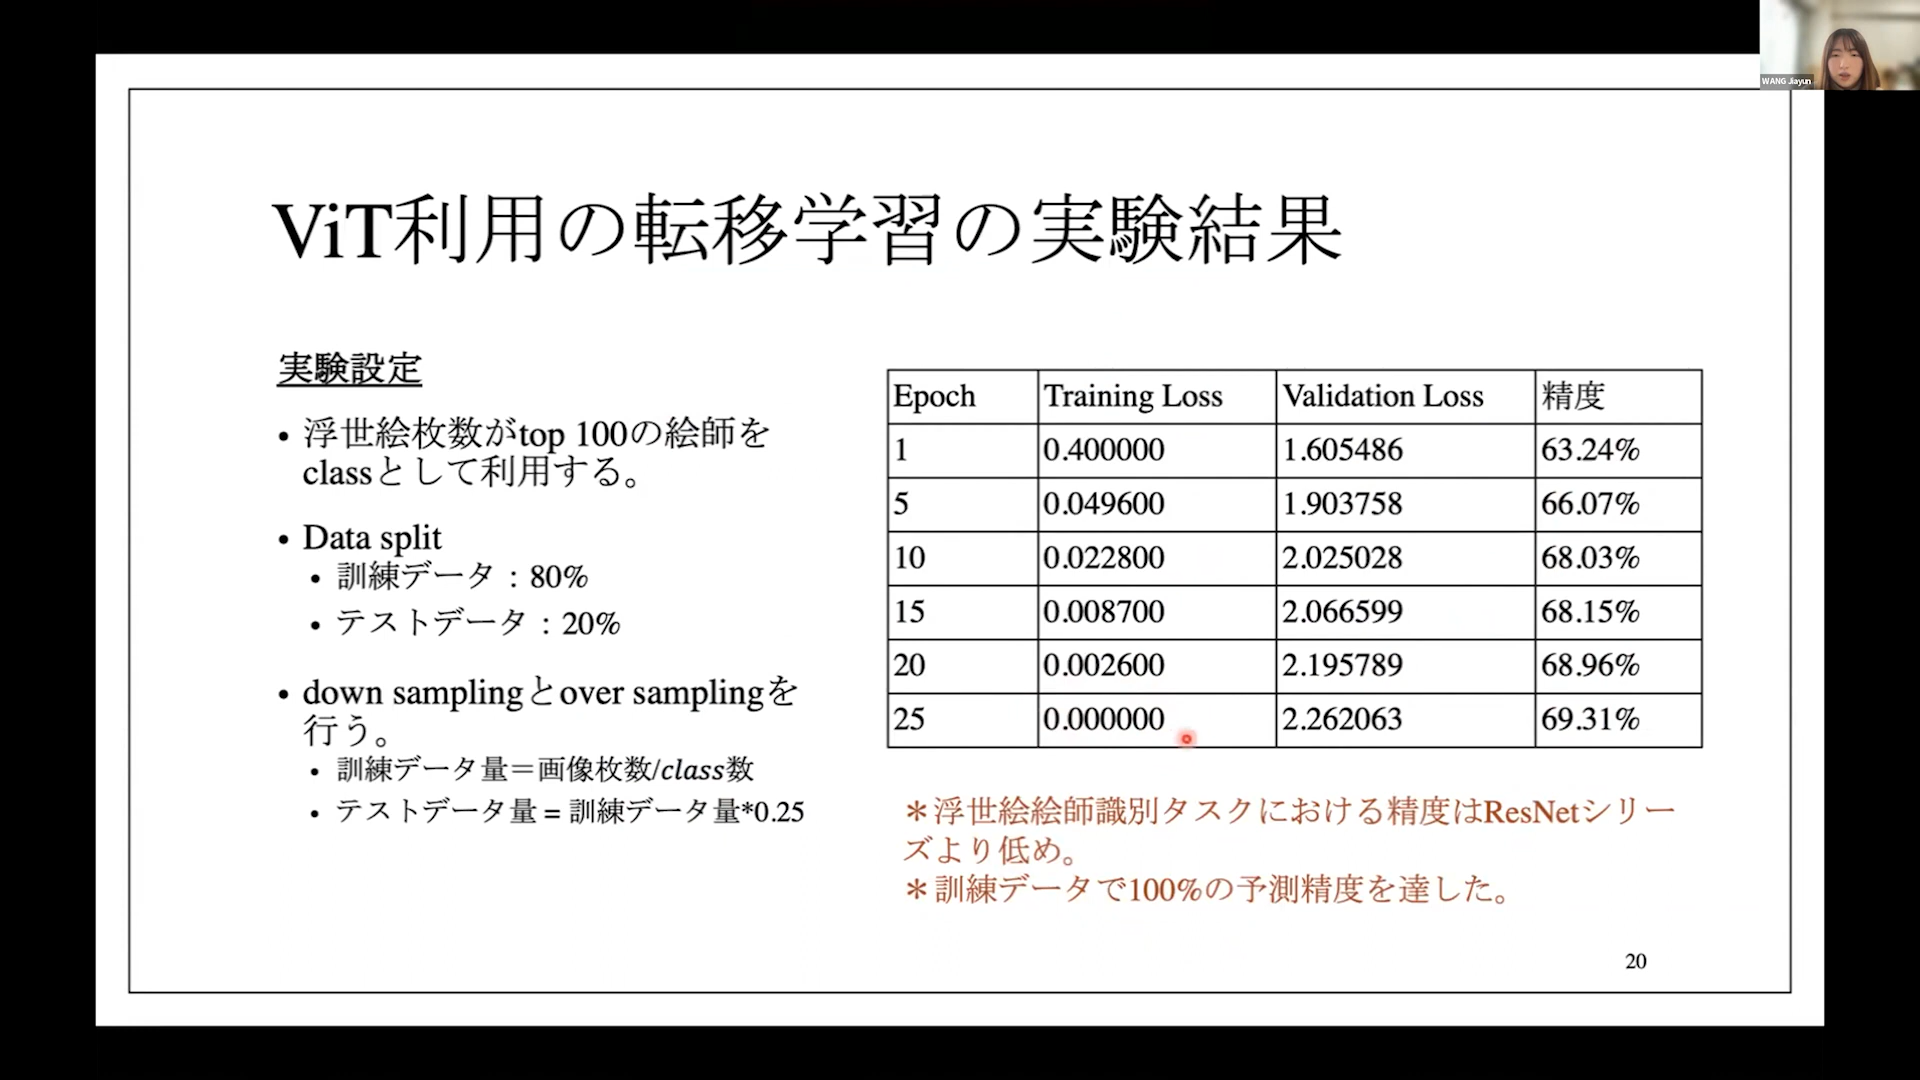 WANG Jiayun
ViT利用の転移学習の実験結果
実験設定
• 浮世絵枚数がtop 100の絵師を
classとして利用する。
• Data split
• 訓練データ：80%
• テストデータ：20%
• down samplingとover samplingを
行う。
• 訓練データ量＝画像枚数/class数
• テストデータ量 = 訓練データ量*0.25
Epoch Training Loss Validation Loss 精度
1 0.400000 1.605486 63.24%
5 0.049600 1.903758 66.07%
10 0.022800 2.025028 68.03%
15 0.008700 2.066599 68.15%
20 0.002600 2.195789 68.96%
25 0.000000 2.262063 69.31%
＊浮世絵絵師識別タスクにおける精度はResNetシリー
ズより低め。
＊訓練データで100%の予測精度を達した。
20